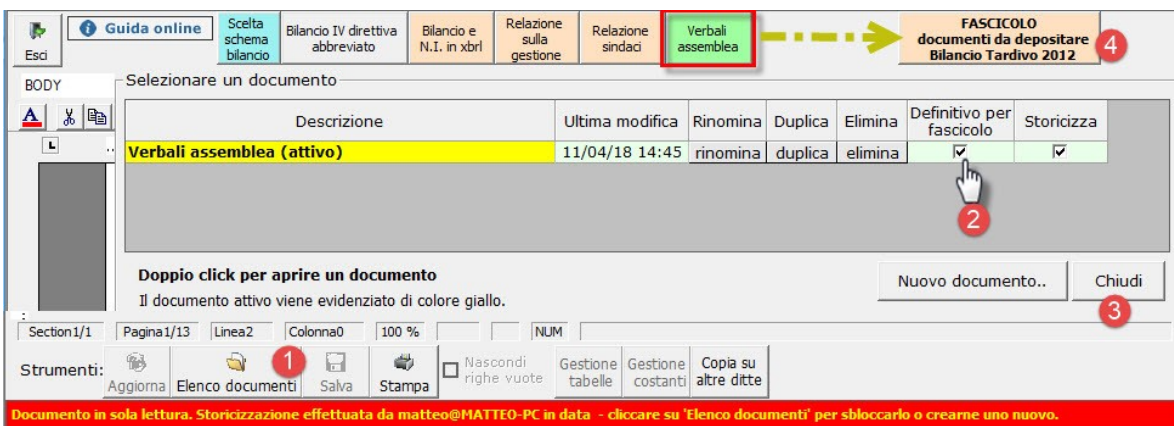 Esci
Guida online
Scelta
schema
bilancio
Bilancio IV direttiva
abbreviato
Bilancio e
N.I. in xbrl
Relazione
sulla
gestione
Relazione
sindaci
Verbali
assemblea
FASCICOLO
documenti da depositare
Bilancio Tardivo 2012
4
BODY
Selezionare un documento
A
L
Descrizione
Ultima modifica
Rinomina
Duplica
Elimina
Definitivo per
fascicolo
Storicizza
Verbali assemblea (attivo)
11/04/18 14:45
rinomina
duplica
elimina
2
Doppio click per aprire un documento
Il documento attivo viene evidenziato di colore giallo.
Nuovo documento..
Chiudi
3
Section1/1
Pagina1/13
Linea2
Colonna0
100 %
NUM
Strumenti:
Aggiorna
Elenco documenti
1
Salva
Stampa
Nascondi
righe vuote
Gestione
tabelle
Gestione
costanti
Copia su
altre ditte
Documento in sola lettura. Storicizzazione effettuata da matteo@MATTEO-PC in data - cliccare su 'Elenco documenti' per sbloccarlo o crearne uno nuovo.